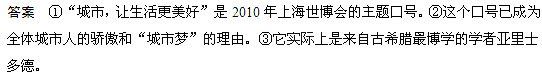 答案　①“城市，让生活更美好”是 2010 年上海世博会的主题口号。②这个口号已成为
全体城市人的骄傲和“城市梦”的理由。③它实际上是来自古希腊最博学的学者亚里士
多德。